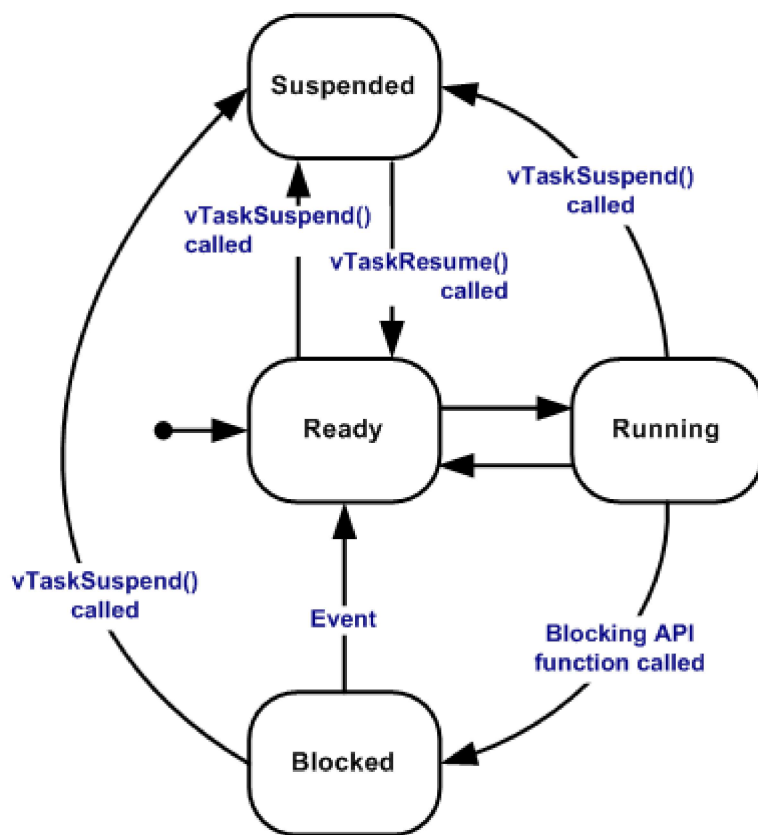 Suspended
vTaskSuspend()
called
vTaskSuspend()
called
vTaskResume()
called
Ready
Running
vTaskSuspend()
called
Event
Blocking API
function called
Blocked